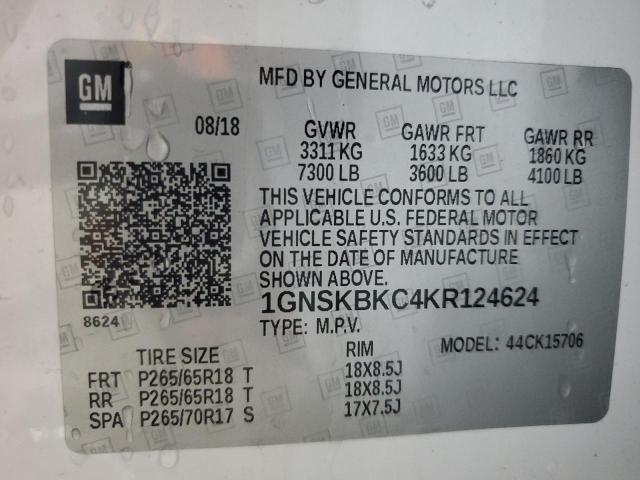 GM
MFD BY GENERAL MOTORS LLC
08/18
GVWR GAWR FRT GAWR RR
3311 KG 1633 KG 1860 KG
7300 LB 3600 LB 4100 LB
THIS VEHICLE CONFORMS TO ALL
APPLICABLE U.S. FEDERAL MOTOR
VEHICLE SAFETY STANDARDS IN EFFECT
ON THE DATE OF MANUFACTURE
SHOWN ABOVE.
1GNSKBKC4KR124624
8624
TYPE: M.P.V. MODEL: 44CK15706
TIRE SIZE RIM
FRT P265/65R18 T 18X8.5J
RR P265/65R18 T 18X8.5J
SPA P265/70R17 S 17X7.5J